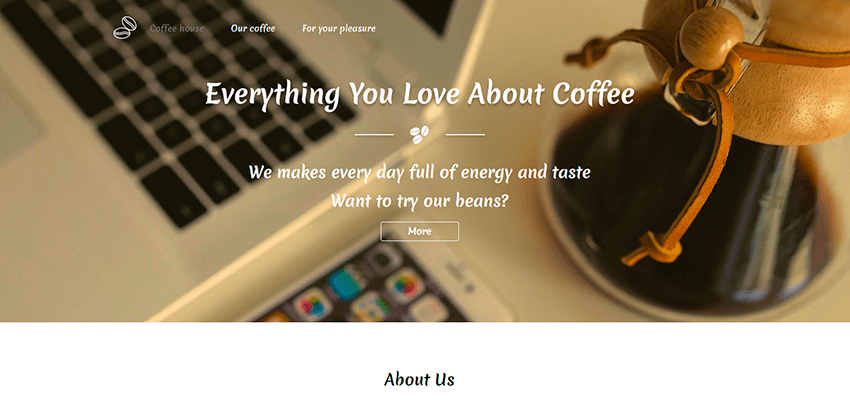 Coffee house Our coffee For your pleasure
Everything You Love About Coffee
We makes every day full of energy and taste
Want to try our beans?
More
About Us